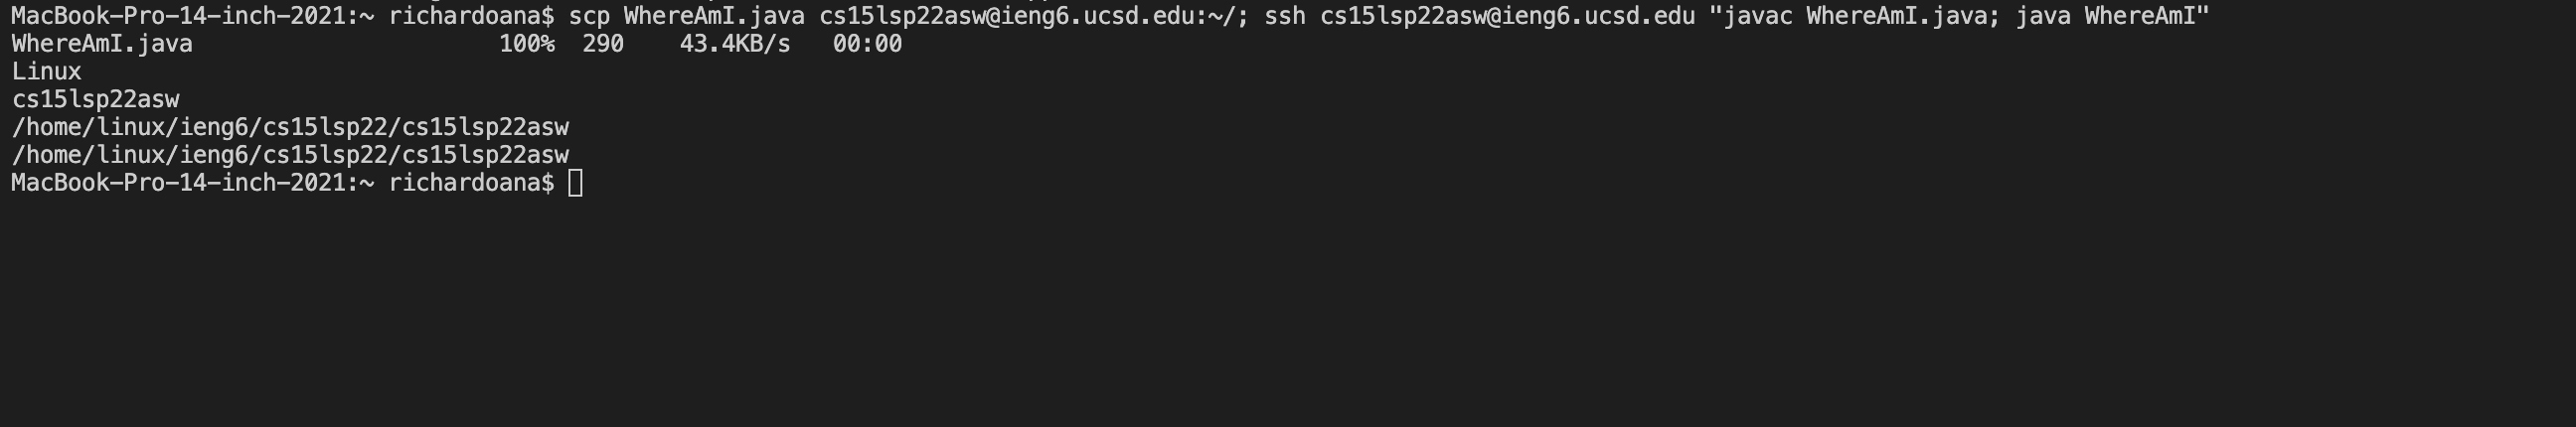 MacBook-Pro-14-inch-2021:~ richardoana$ scp WhereAmI.java cs15lsp22asw@ieng6.ucsd.edu:~/; ssh cs15lsp22asw@ieng6.ucsd.edu "javac WhereAmI.java; java WhereAmI"
WhereAmI.java 100% 290 43.4KB/s 00:00
Linux
cs15lsp22asw
/home/linux/ieng6/cs15lsp22/cs15lsp22asw
/home/linux/ieng6/cs15lsp22/cs15lsp22asw
MacBook-Pro-14-inch-2021:~ richardoana$